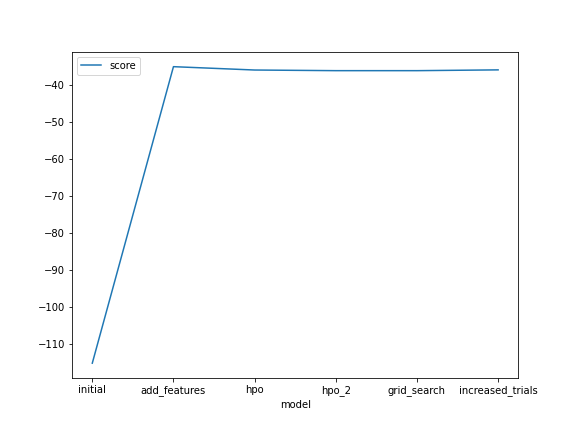 score
−40
−50
−60
−70
−80
−90
−100
−110
initial add_features hpo hpo_2 grid_search increased_trials
model